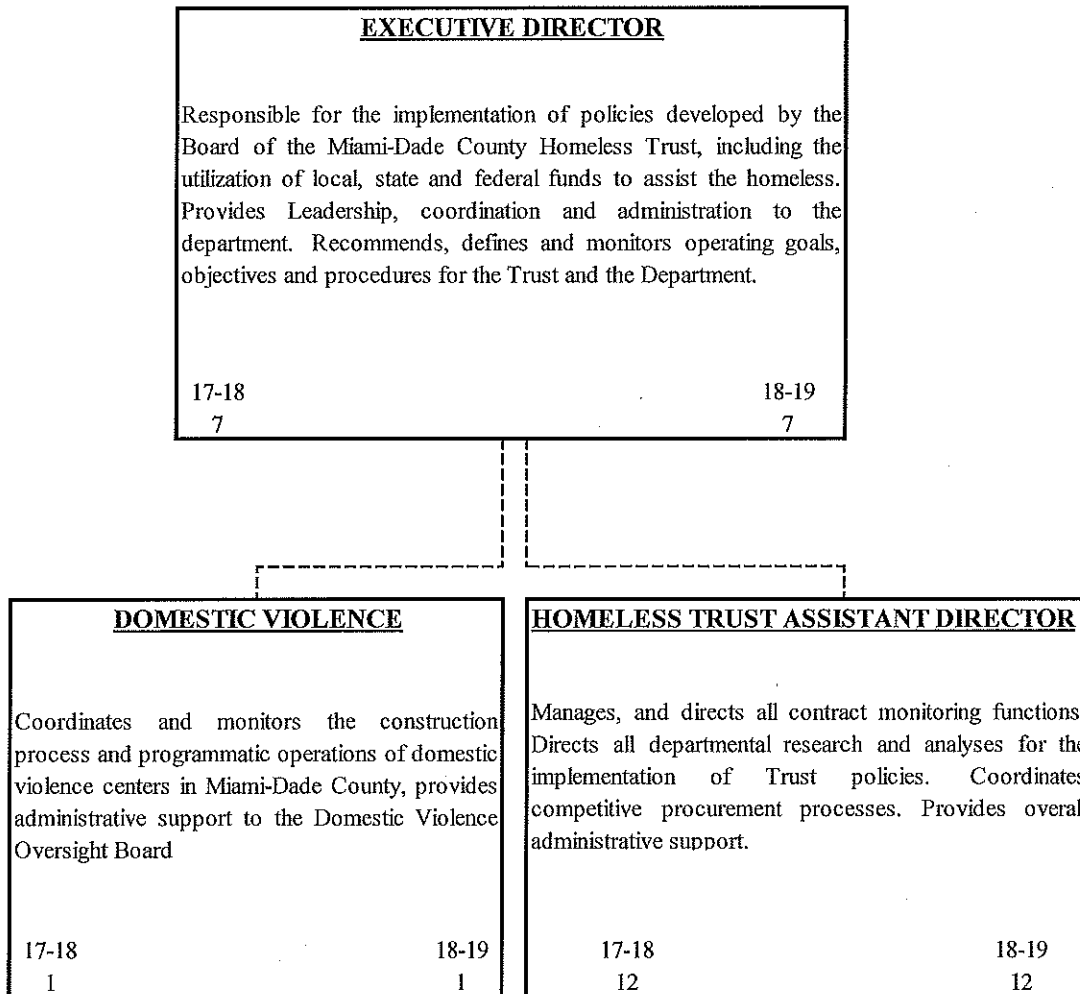 EXECUTIVE DIRECTOR
Responsible for the implementation of policies developed by the
Board of the Miami-Dade County Homeless Trust, including the
utilization of local, state and federal funds to assist the homeless.
Provides Leadership, coordination and administration to the
department. Recommends, defines and monitors operating goals,
objectives and procedures for the Trust and the Department.
17-18 18-19
7 7
DOMESTIC VIOLENCE
Coordinates and monitors the construction
process and programmatic operations of domestic
violence centers in Miami-Dade County, provides
administrative support to the Domestic Violence
Oversight Board
17-18 18-19
1 1
HOMELESS TRUST ASSISTANT DIRECTOR
Manages, and directs all contract monitoring functions
Directs all departmental research and analyses for the
implementation of Trust policies. Coordinates
competitive procurement processes. Provides overal
administrative support.
17-18 18-19
12 12